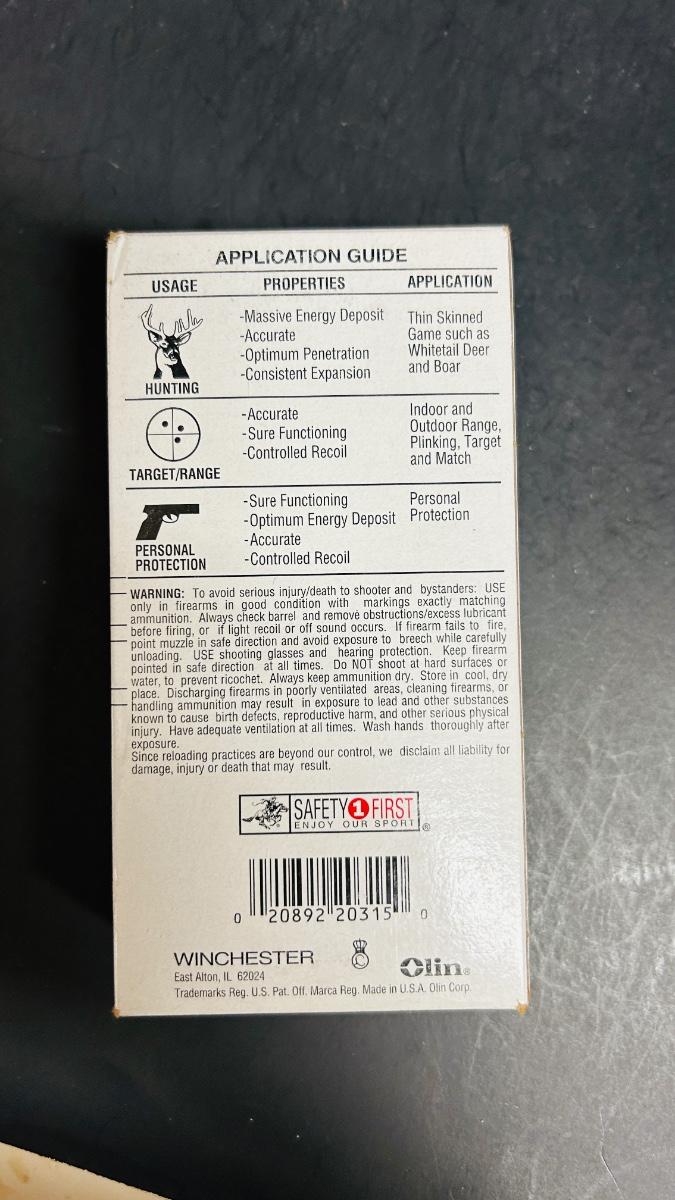 APPLICATION GUIDE
USAGE PROPERTIES APPLICATION
HUNTING
-Massive Energy Deposit
-Accurate
-Optimum Penetration
-Consistent Expansion
Thin Skinned
Game such as
Whitetail Deer
and Boar
TARGET/RANGE
-Accurate
-Sure Functioning
-Controlled Recoil
Indoor and
Outdoor Range,
Plinking, Target
and Match
PERSONAL
PROTECTION
-Sure Functioning
-Optimum Energy Deposit
-Accurate
-Controlled Recoil
Personal
Protection
WARNING: To avoid serious injury/death to shooter and bystanders: USE
only in firearms in good condition with markings exactly matching
ammunition. Always check barrel and remove obstructions/excess lubricant
before firing, or if light recoil or off sound occurs. If firearm fails to fire,
point muzzle in safe direction and avoid exposure to breech while carefully
unloading. USE shooting glasses and hearing protection. Keep firearm
pointed in safe direction at all times. Do NOT shoot at hard surfaces or
water, to prevent ricochet. Always keep ammunition dry. Store in cool, dry
place. Discharging firearms in poorly ventilated areas, cleaning firearms, or
handling ammunition may result in exposure to lead and other substances
known to cause birth defects, reproductive harm, and other serious physical
injury. Have adequate ventilation at all times. Wash hands thoroughly after
exposure.
Since reloading practices are beyond our control, we disclaim all liability for
damage, injury or death that may result.
SAFETY 1 FIRST
ENJOY OUR SPORT ®
0 20892 20315 0
WINCHESTER
East Alton, IL 62024
Olin®
Trademarks Reg. U.S. Pat. Off. Marca Reg. Made in U.S.A. Olin Corp.